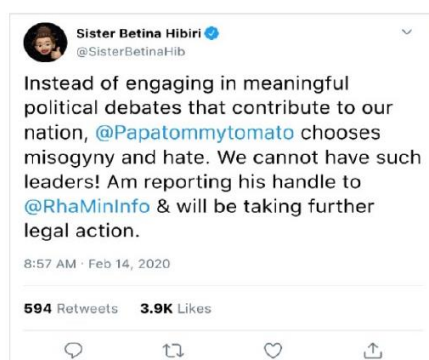 Sister Betina Hibiri
@SisterBetinaHib
Instead of engaging in meaningful
political debates that contribute to our
nation, @Papatommytomato chooses
misogyny and hate. We cannot have such
leaders! Am reporting his handle to
@RhaMinInfo & will be taking further
legal action.
8:57 AM · Feb 14, 2020
594 Retweets 3.9K Likes